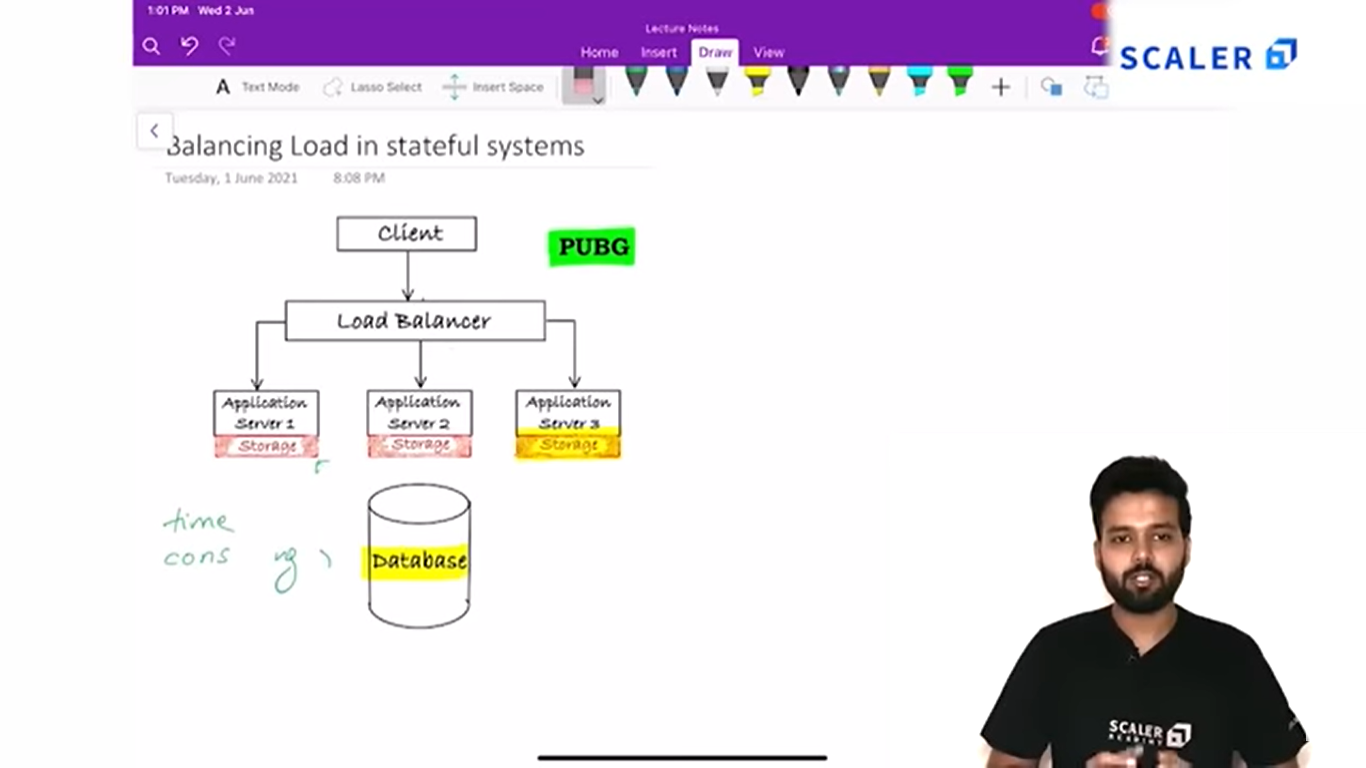 1:01 PM Wed 2 Jun
Lecture Notes
SCALER
Home Insert Draw View
A Text Mode Lasso Select Insert Space
Balancing Load in stateful systems
Tuesday, 1 June 2021 8:08 PM
Client
PUBG
Load Balancer
Application Server 1
Storage
Application Server 2
Storage
Application Server 3
Storage
time
cons ng
Database
SCALER
ACADEMY